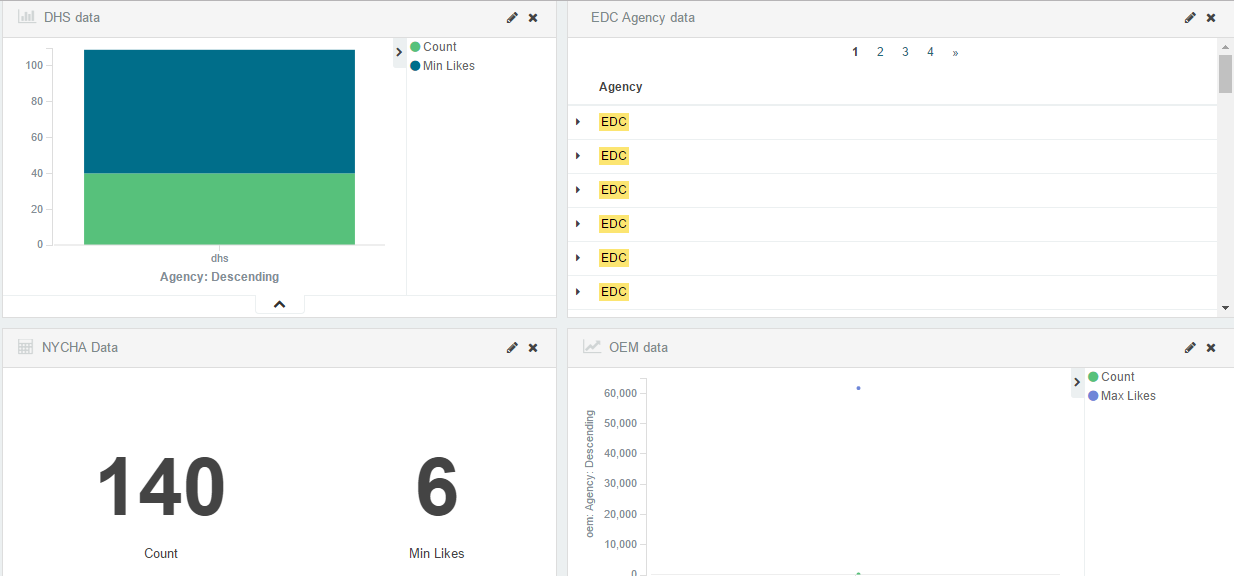 DHS data
100
80
60
40
20
0
dhs
Agency: Descending
Count
Min Likes
EDC Agency data
1 2 3 4 »
Agency
EDC
EDC
EDC
EDC
EDC
EDC
NYCHA Data
140
Count
6
Min Likes
OEM data
oem: Agency: Descending
60,000
50,000
40,000
30,000
20,000
10,000
0
Count
Max Likes